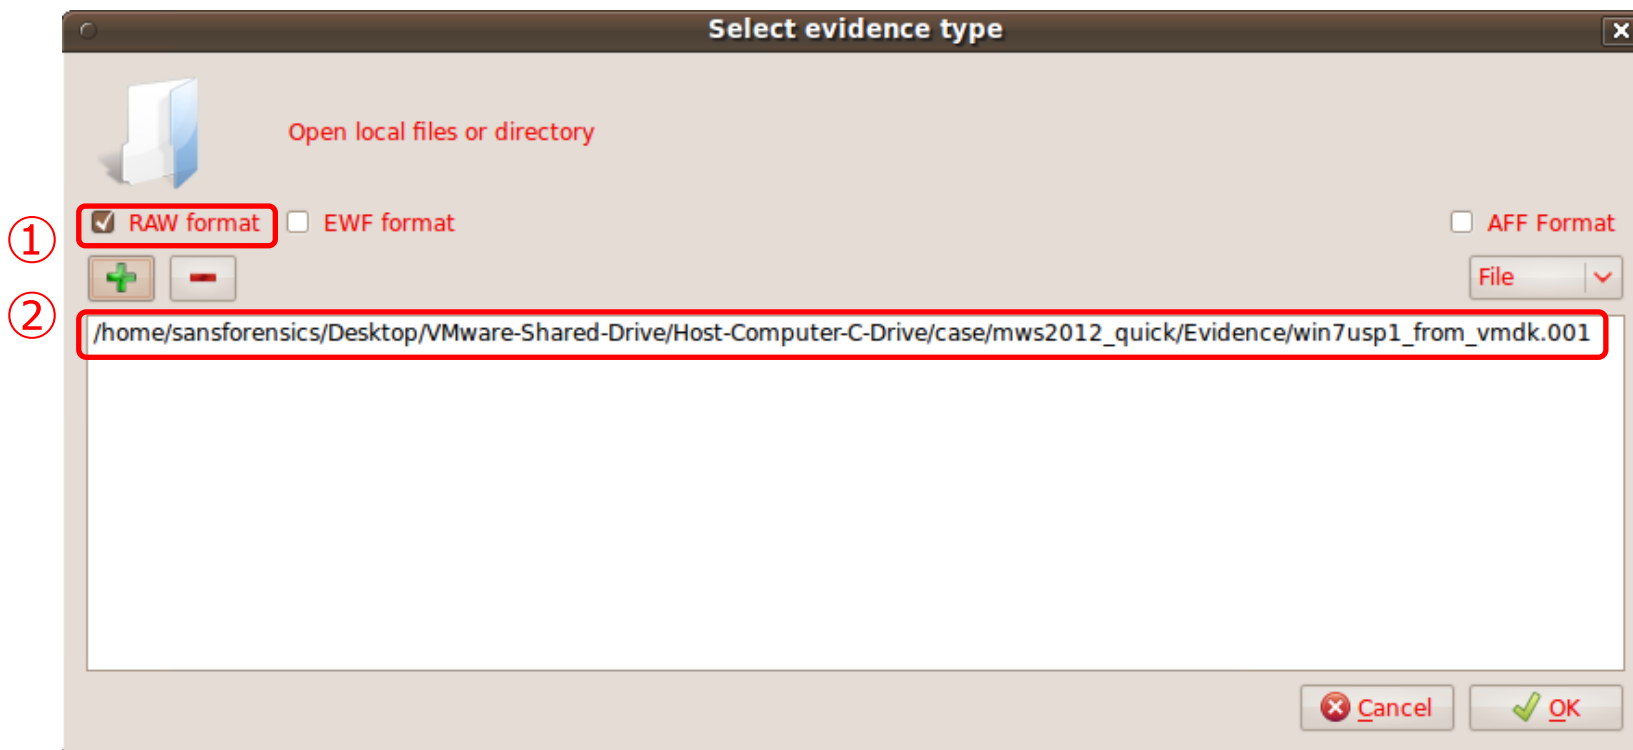 Select evidence type
Open local files or directory
① RAW format EWF format AFF Format
File
② /home/sansforensics/Desktop/VMware-Shared-Drive/Host-Computer-C-Drive/case/mws2012_quick/Evidence/win7usp1_from_vmdk.001
Cancel OK